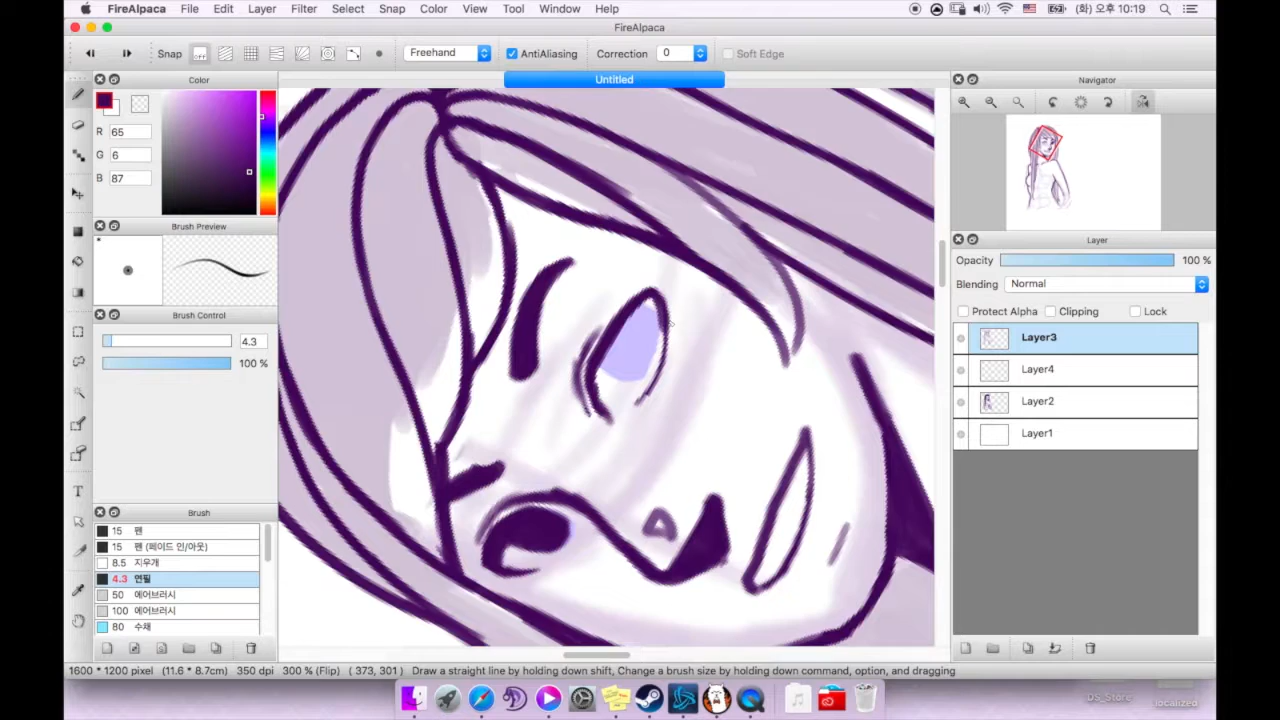 FireAlpaca File Edit Layer Filter Select Snap Color View Tool Window Help (화) 오후 10:19
FireAlpaca
Snap off Freehand AntiAliasing Correction 0 Soft Edge
Untitled
Color
R 65
G 6
B 87
Brush Preview
Brush Control
4.3
100 %
Brush
15 펜
15 펜 (페이드 인/아웃)
8.5 지우개
4.3 연필
50 에어브러시
100 에어브러시
80 수채
Navigator
Layer
Opacity 100 %
Blending Normal
Protect Alpha Clipping Lock
Layer3
Layer4
Layer2
Layer1
1600 * 1200 pixel (11.6 * 8.7cm) 350 dpi 300 % (Flip) ( 373, 301 ) Draw a straight line by holding down shift, Change a brush size by holding down command, option, and dragging
DS_Store
localized